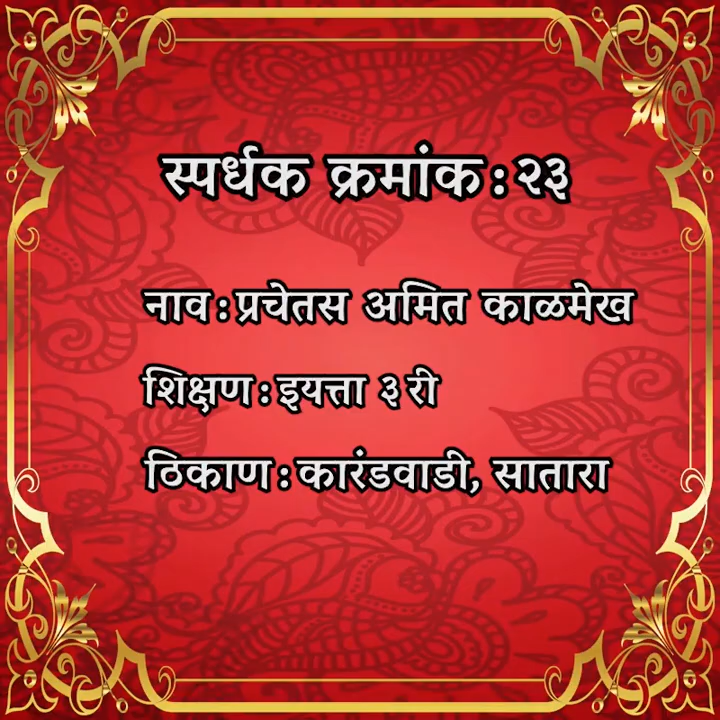 स्पर्धक क्रमांक : २३
नाव : प्रचेतस अमित काळमेख
शिक्षण : इयत्ता ३ री
ठिकाण : कारंडवाडी, सातारा